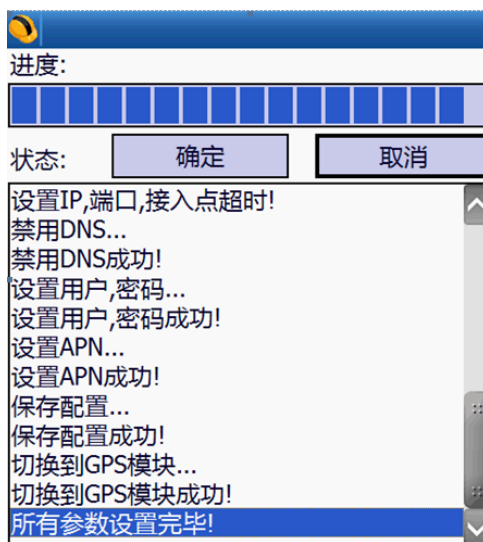 进度:
状态:
确定
取消
设置IP,端口,接入点超时!
禁用DNS...
禁用DNS成功!
设置用户,密码...
设置用户,密码成功!
设置APN...
设置APN成功!
保存配置...
保存配置成功!
切换到GPS模块...
切换到GPS模块成功!
所有参数设置完毕!